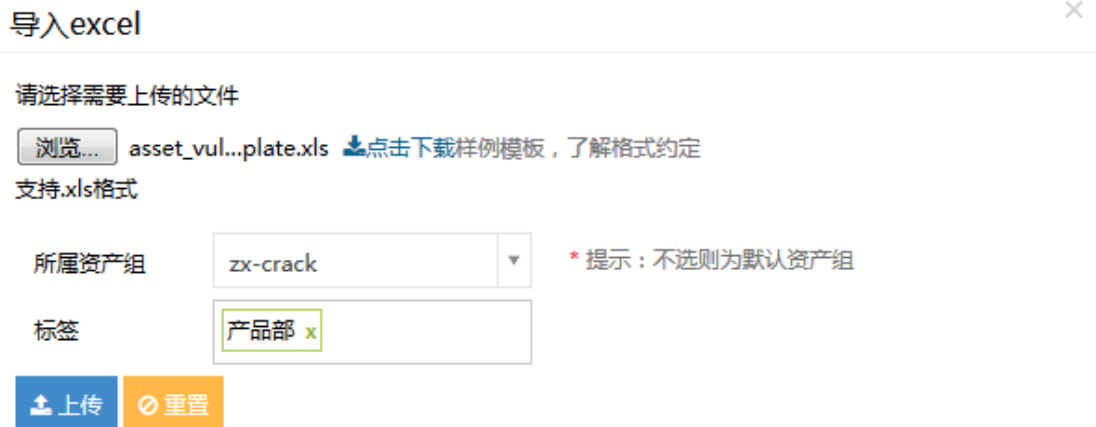 导入excel
请选择需要上传的文件
浏览... asset_vul...plate.xls 点击下载样例模板，了解格式约定
支持.xls格式
所属资产组 zx-crack * 提示：不选则为默认资产组
标签 产品部 x
上传 重置